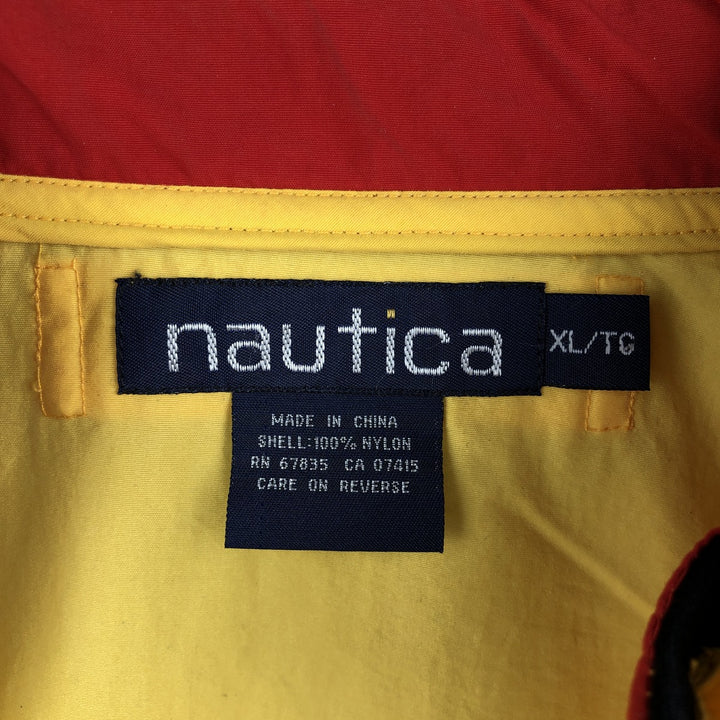 nautica
XL/TG
MADE IN CHINA
SHELL:100% NYLON
RN 67835 CA 07415
CARE ON REVERSE